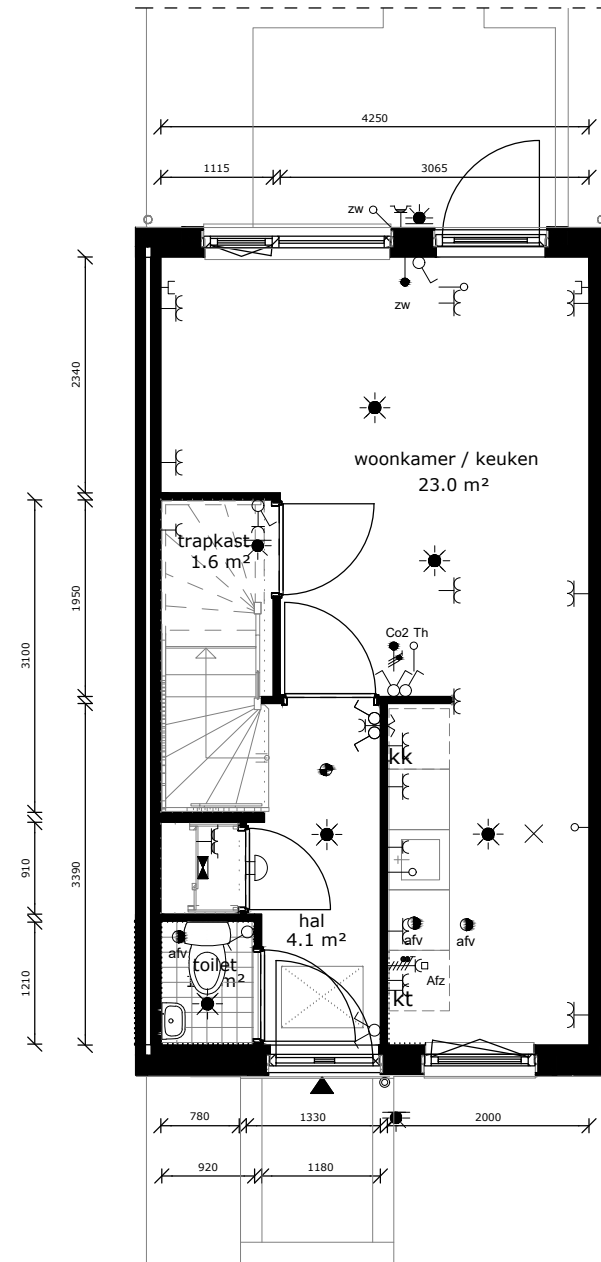 4250
1115
3065
zw
zw
2340
woonkamer / keuken
23.0 m²
trapkast
1.6 m²
1950
3100
Co2 Th
kk
910
3390
hal
4.1 m²
afv
afv
afv
toilet
m²
Afz
kt
1210
780
1330
2000
920
1180